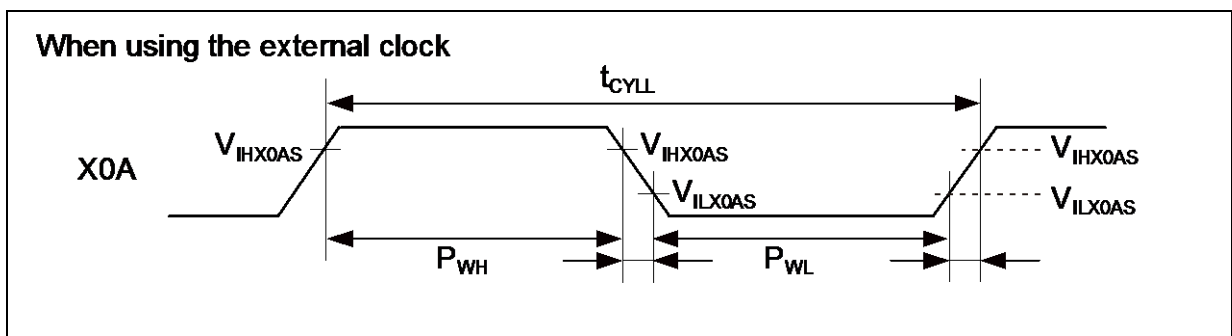 When using the external clock
tCYLL
VIHX0AS VIHX0AS VIHX0AS
X0A
VILX0AS VILX0AS
PWH PWL